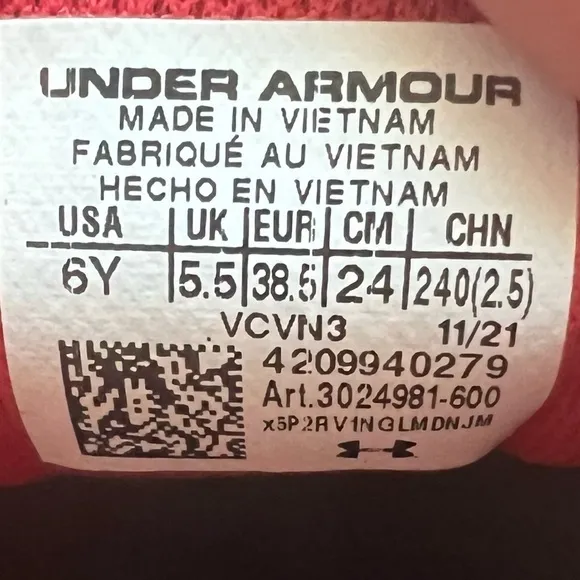 UNDER ARMOUR
MADE IN VIETNAM
FABRIQUÉ AU VIETNAM
HECHO EN VIETNAM
USA UK EUR CM CHN
6Y 5.5 38.5 24 240(2.5)
VCVN3 11/21
4209940279
Art.3024981-600
x5P2RV1NGLMDNJM